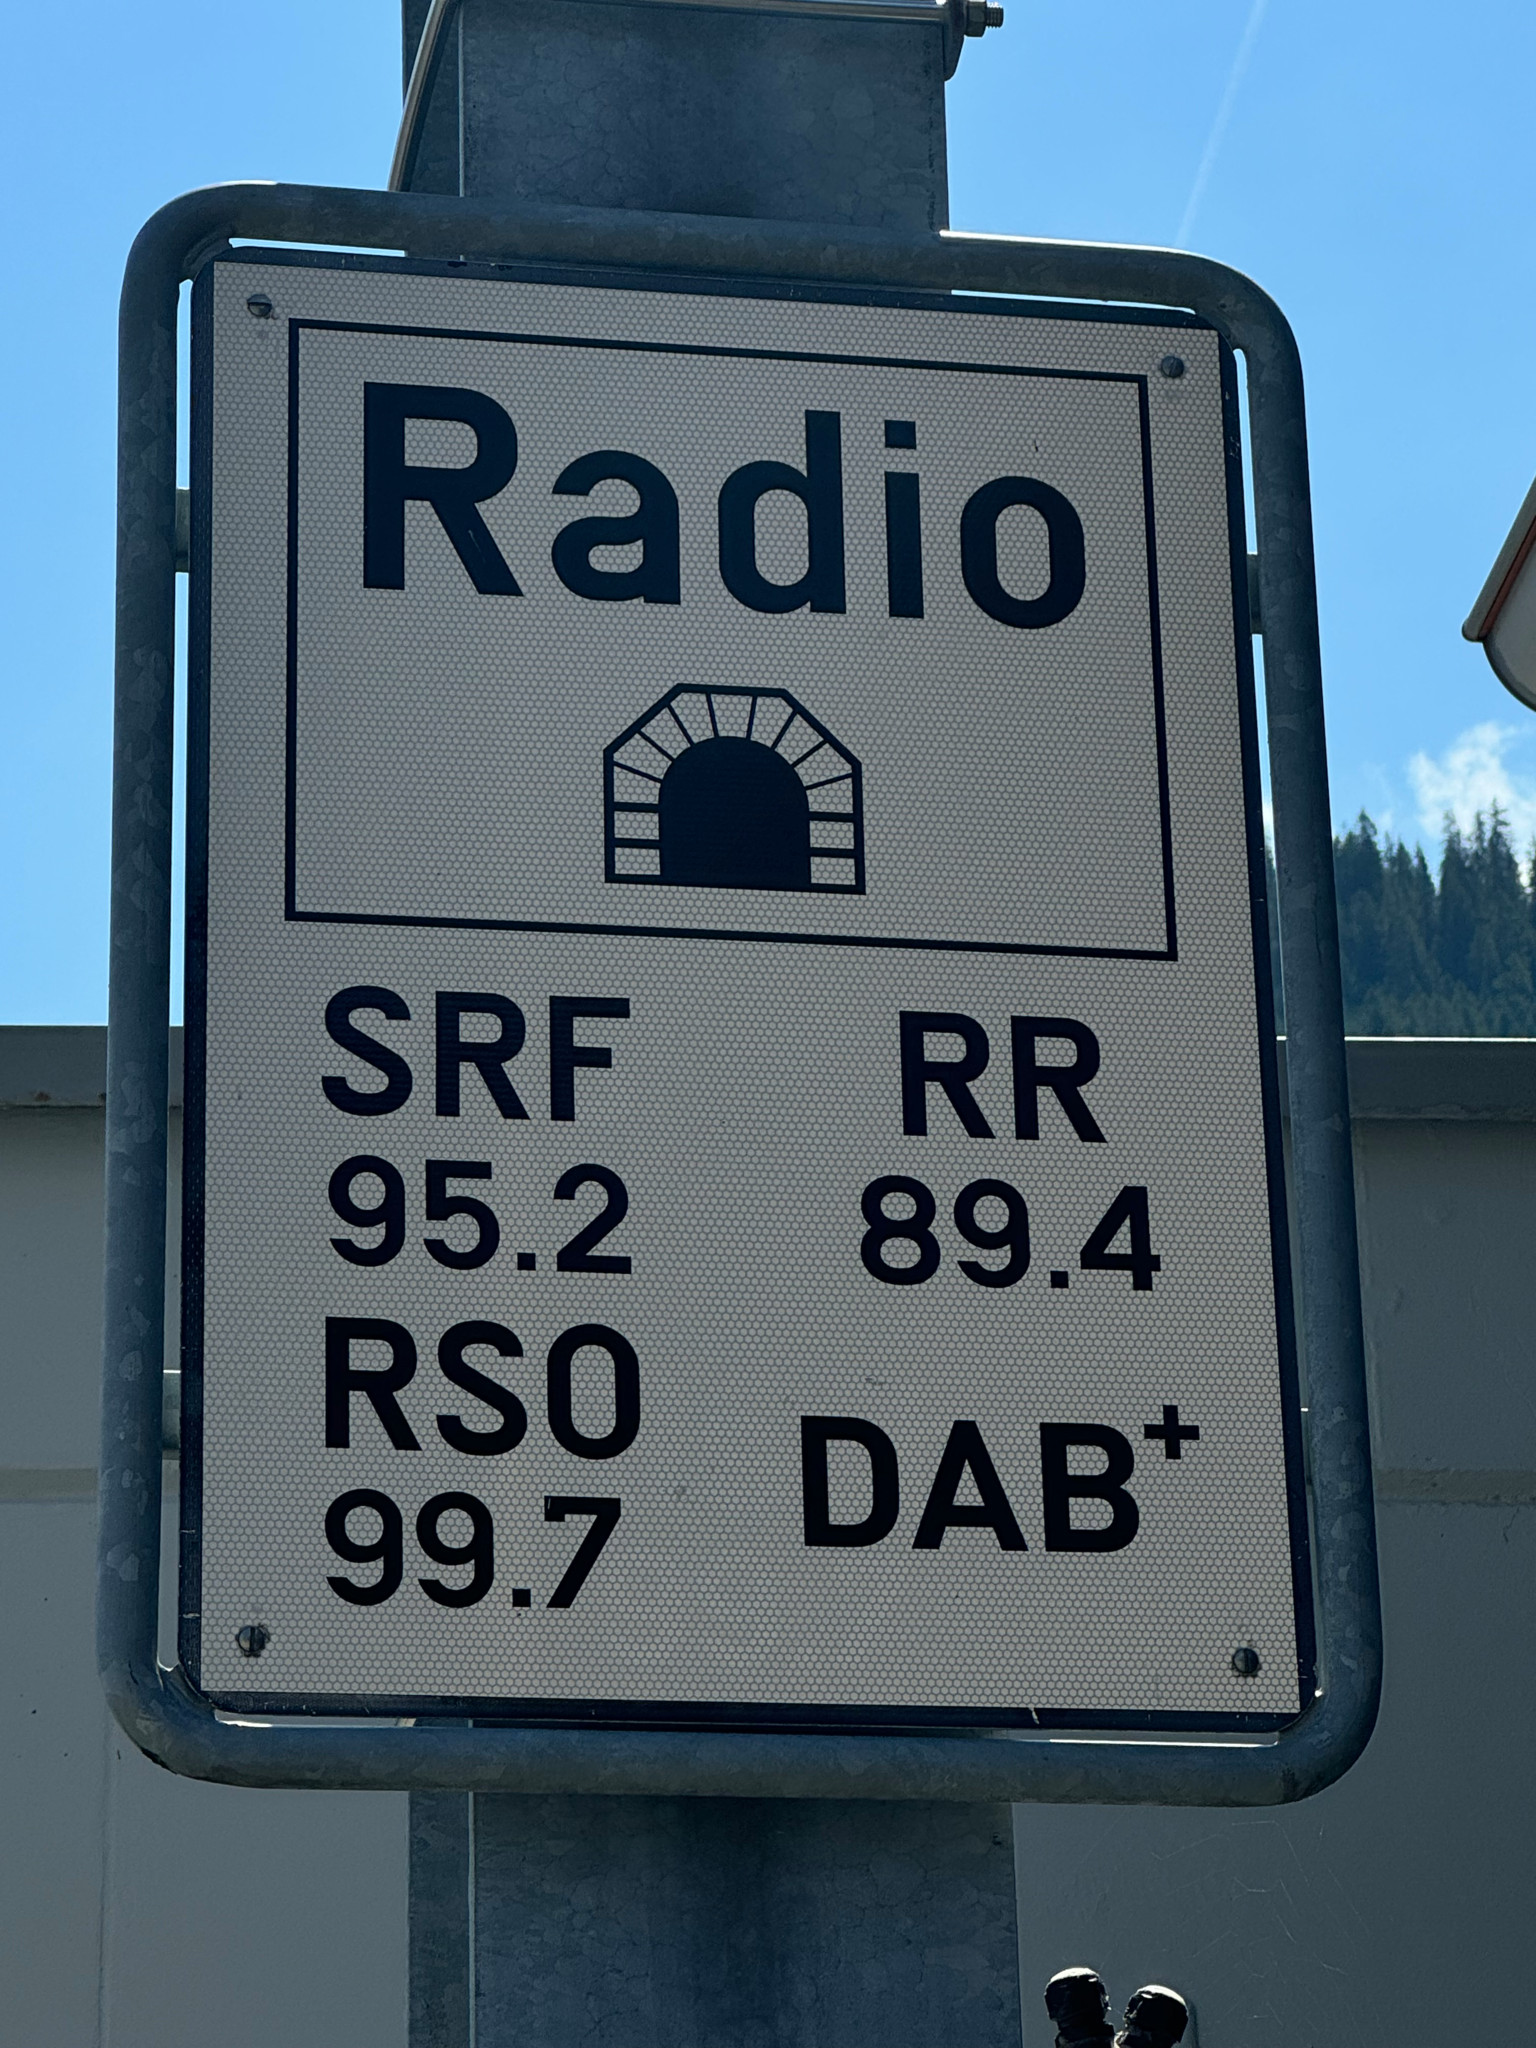 Radio
SRF
95.2
RSO
99.7
RR
89.4
DAB+